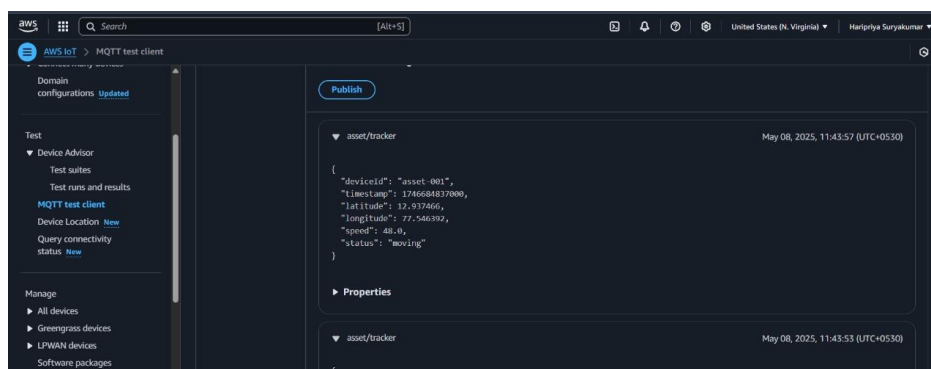 aws
Search
[Alt+S]
United States (N. Virginia)
Haripriya Suryakumar
AWS IoT > MQTT test client
Domain
configurations Updated
Test
Device Advisor
Test suites
Test runs and results
MQTT test client
Device Location New
Query connectivity
status New
Manage
All devices
Greengrass devices
LPWAN devices
Software packages
Publish
asset/tracker May 08, 2025, 11:43:57 (UTC+0530)
{
"deviceId": "asset-001",
"timestamp": 1746684837000,
"latitude": 12.937466,
"longitude": 77.546392,
"speed": 48.0,
"status": "moving"
}
Properties
asset/tracker May 08, 2025, 11:43:53 (UTC+0530)